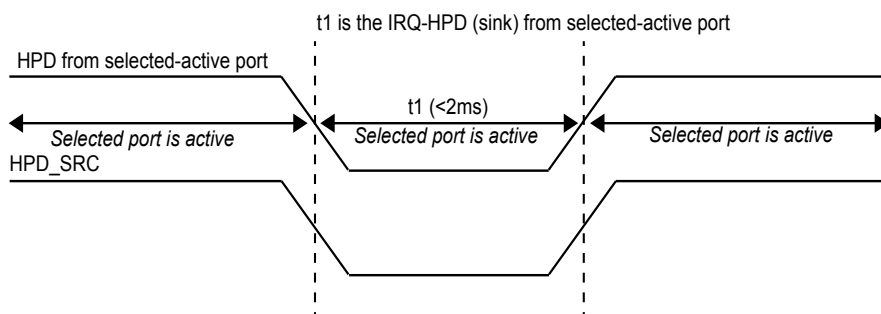 t1 is the IRQ-HPD (sink) from selected-active port
HPD from selected-active port
t1 (<2ms)
Selected port is active
Selected port is active
Selected port is active
HPD_SRC